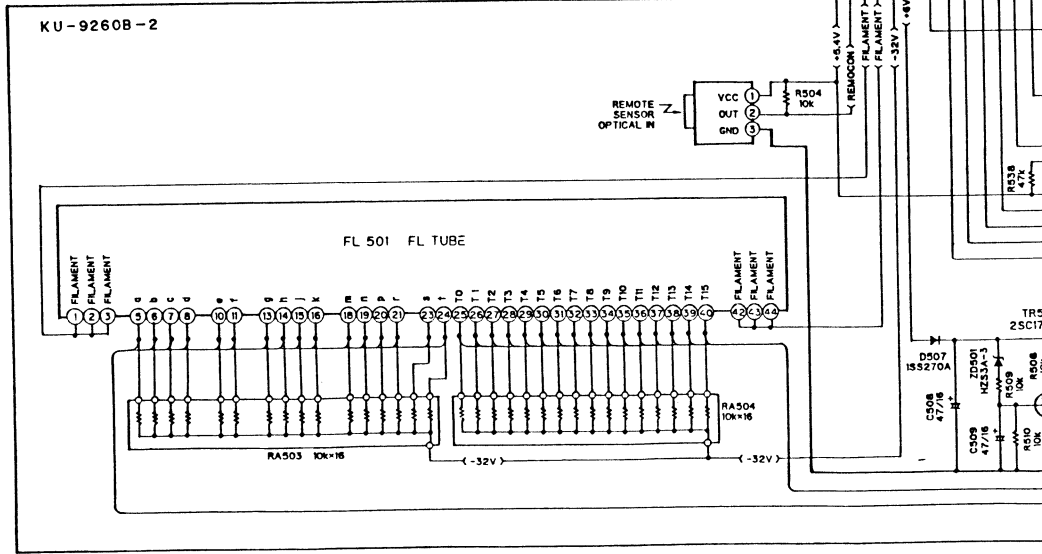 KU-9260B-2
+5.4V
REMOCON
FILAMENT
FILAMENT
-32V
+6V
REMOTE
SENSOR
OPTICAL IN
VCC 1
OUT 2
GND 3
R504
10k
R538
47k
FL 501 FL TUBE
FILAMENT FILAMENT FILAMENT a b c d e f g h j k m n p r s t T0 T1 T2 T3 T4 T5 T6 T7 T8 T9 T10 T11 T12 T13 T14 T15 FILAMENT FILAMENT FILAMENT
1 2 3 5 6 7 8 10 11 13 14 15 16 18 19 20 21 23 24 25 26 27 28 29 30 31 32 33 34 35 36 37 38 39 40 42 43 44
TR5
2SC17
D507
1SS270A
ZD501
HZS3A-3
R509
10k
R508
C508
47/16
C509
47/16
R510
10k
RA504
10k×16
RA503 10k×16
-32V
-32V